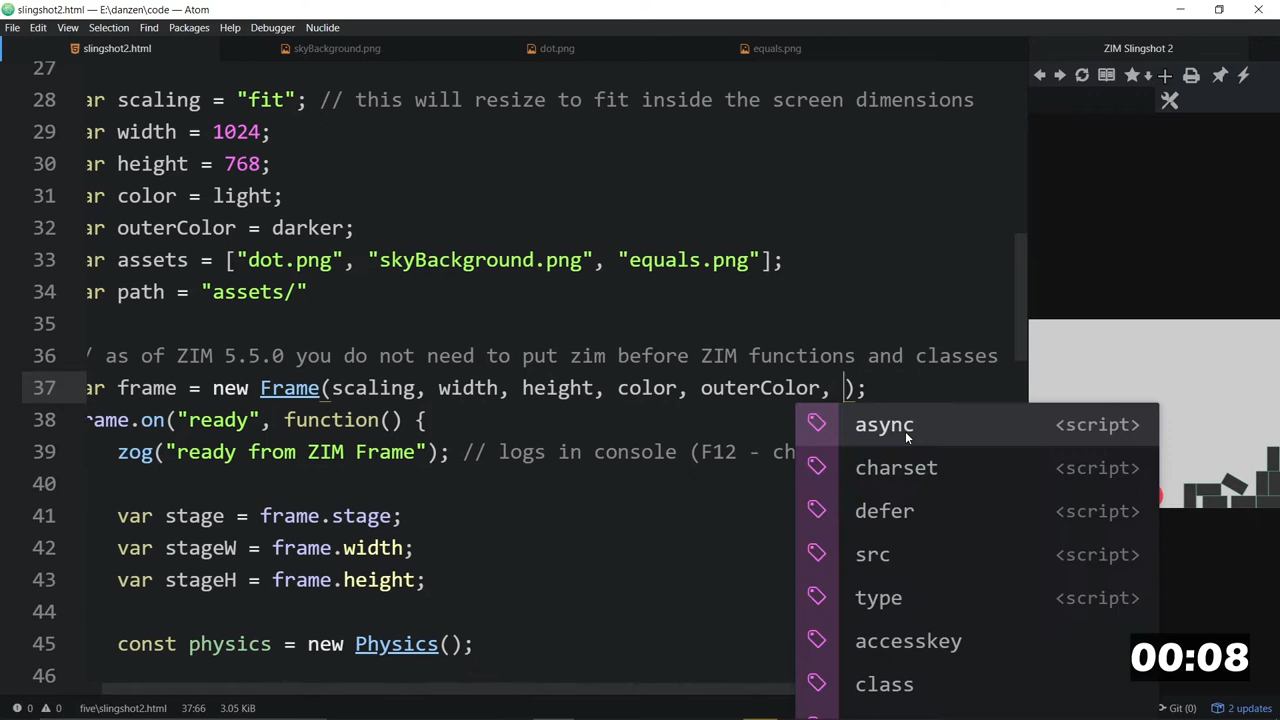 slingshot2.html — E:\danzen\code — Atom
File Edit View Selection Find Packages Help Debugger Nuclide
slingshot2.html skyBackground.png dot.png equals.png ZIM Slingshot 2
27
28 ar scaling = "fit"; // this will resize to fit inside the screen dimensions
29 ar width = 1024;
30 ar height = 768;
31 ar color = light;
32 ar outerColor = darker;
33 ar assets = ["dot.png", "skyBackground.png", "equals.png"];
34 ar path = "assets/"
35
36 / as of ZIM 5.5.0 you do not need to put zim before ZIM functions and classes
37 ar frame = new Frame(scaling, width, height, color, outerColor, );
38 rame.on("ready", function() {
39 zog("ready from ZIM Frame"); // logs in console (F12 - ch
40
41 var stage = frame.stage;
42 var stageW = frame.width;
43 var stageH = frame.height;
44
45 const physics = new Physics();
46
async <script>
charset <script>
defer <script>
src <script>
type <script>
accesskey
class
00:08
0 0 five\slingshot2.html 37:66 3.05 KiB Git (0) 2 updates